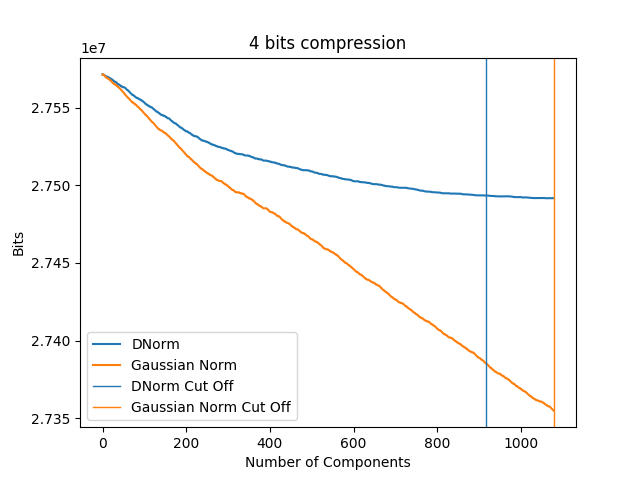 4 bits compression
1e7
2.755
2.750
2.745
2.740
2.735
Bits
DNorm
Gaussian Norm
DNorm Cut Off
Gaussian Norm Cut Off
0 200 400 600 800 1000
Number of Components